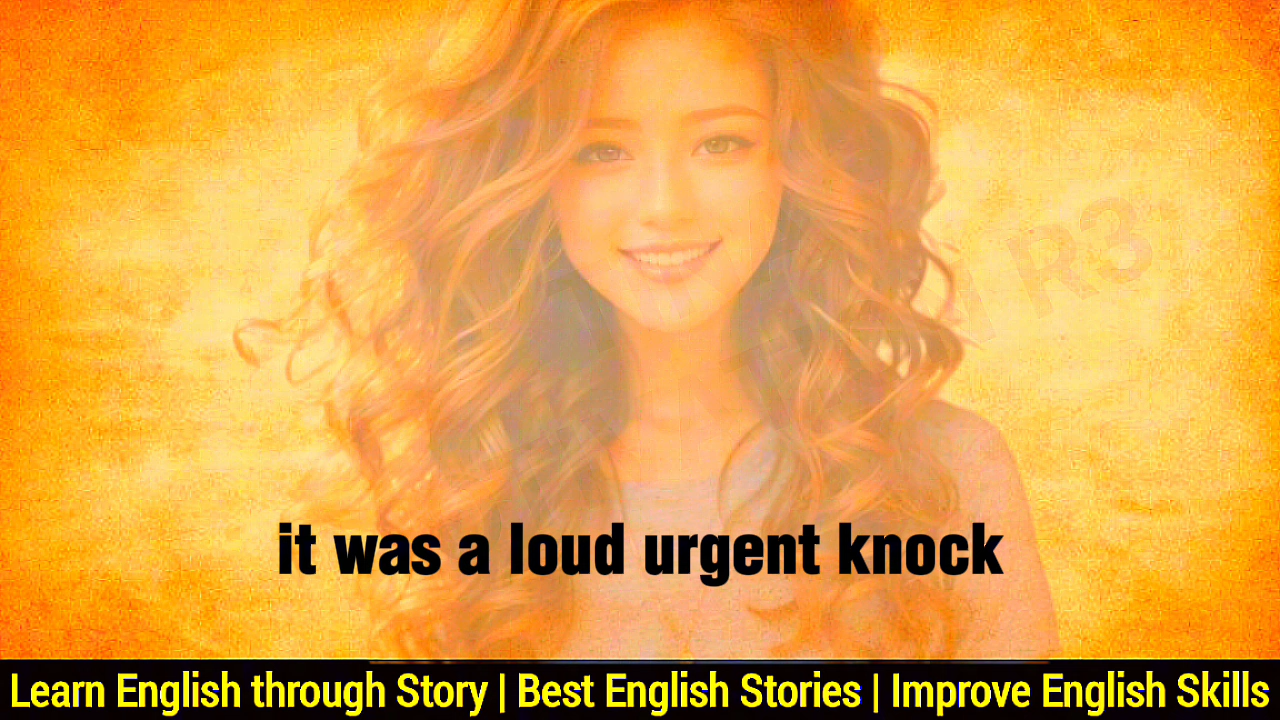 it was a loud urgent knock
Learn English through Story | Best English Stories | Improve English Skills